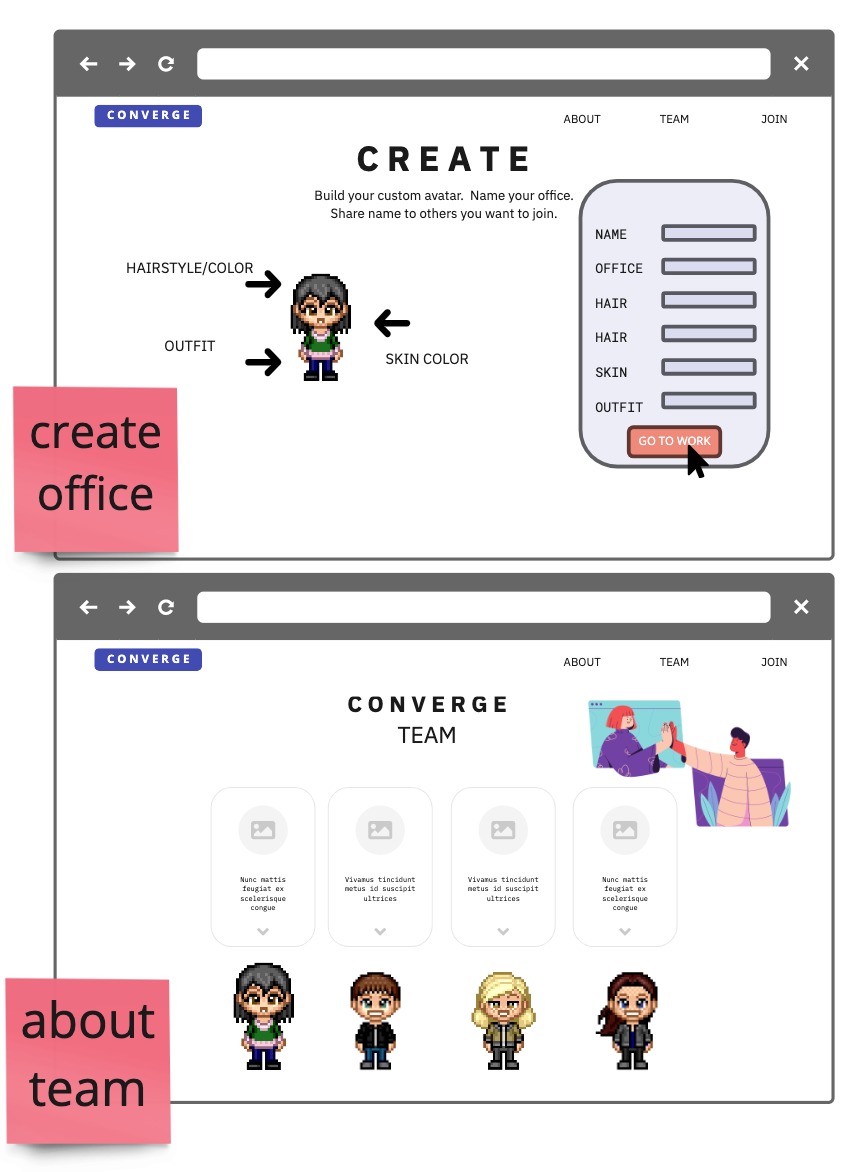 CONVERGE
ABOUT TEAM JOIN
CREATE
Build your custom avatar.  Name your office.
Share name to others you want to join.
HAIRSTYLE/COLOR
OUTFIT
SKIN COLOR
NAME
OFFICE
HAIR
HAIR
SKIN
OUTFIT
GO TO WORK
create
office
CONVERGE
ABOUT TEAM JOIN
CONVERGE
TEAM
Nunc mattis
feugiat ex
scelerisque
congue
Vivamus tincidunt
metus id suscipit
ultrices
Vivamus tincidunt
metus id suscipit
ultrices
Nunc mattis
feugiat ex
scelerisque
congue
about
team